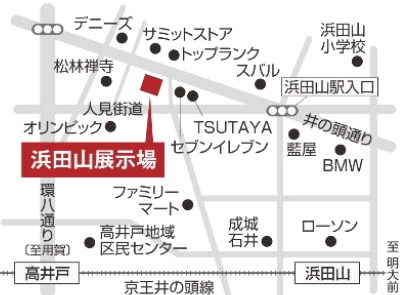 デニーズ
サミットストア
トップランク
浜田山
小学校
松林禅寺
スバル
浜田山駅入口
人見街道
オリンピック
TSUTAYA
セブンイレブン
井の頭通り
藍屋
BMW
浜田山展示場
環八通り
〔至用賀〕
ファミリー
マート
高井戸地域
区民センター
成城
石井
ローソン
至明大前
高井戸
浜田山
京王井の頭線